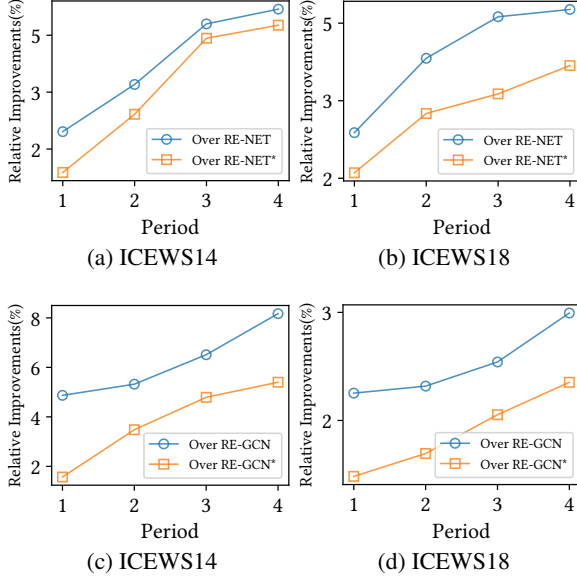 Relative Improvements(%)
5
3
2
Over RE-NET
Over RE-NET*
1 2 3 4
Period
(a) ICEWS14
Relative Improvements(%)
5
3
2
Over RE-NET
Over RE-NET*
1 2 3 4
Period
(b) ICEWS18
Relative Improvements(%)
8
6
4
2
Over RE-GCN
Over RE-GCN*
1 2 3 4
Period
(c) ICEWS14
Relative Improvements(%)
3
2
Over RE-GCN
Over RE-GCN*
1 2 3 4
Period
(d) ICEWS18